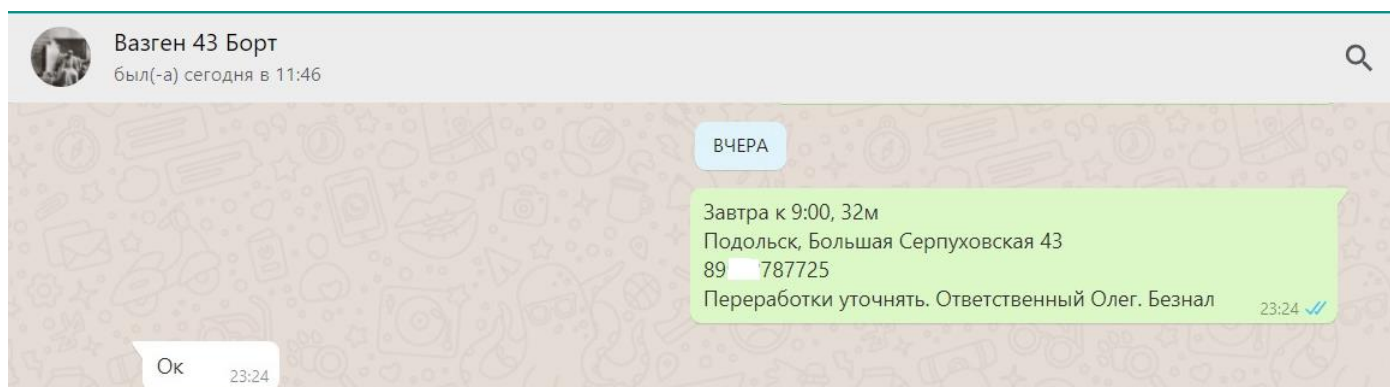 Вазген 43 Борт
был(-а) сегодня в 11:46
ВЧЕРА
Завтра к 9:00, 32м
Подольск, Большая Серпуховская 43
89 787725
Переработки уточнять. Ответственный Олег. Безнал
23:24
Ок
23:24